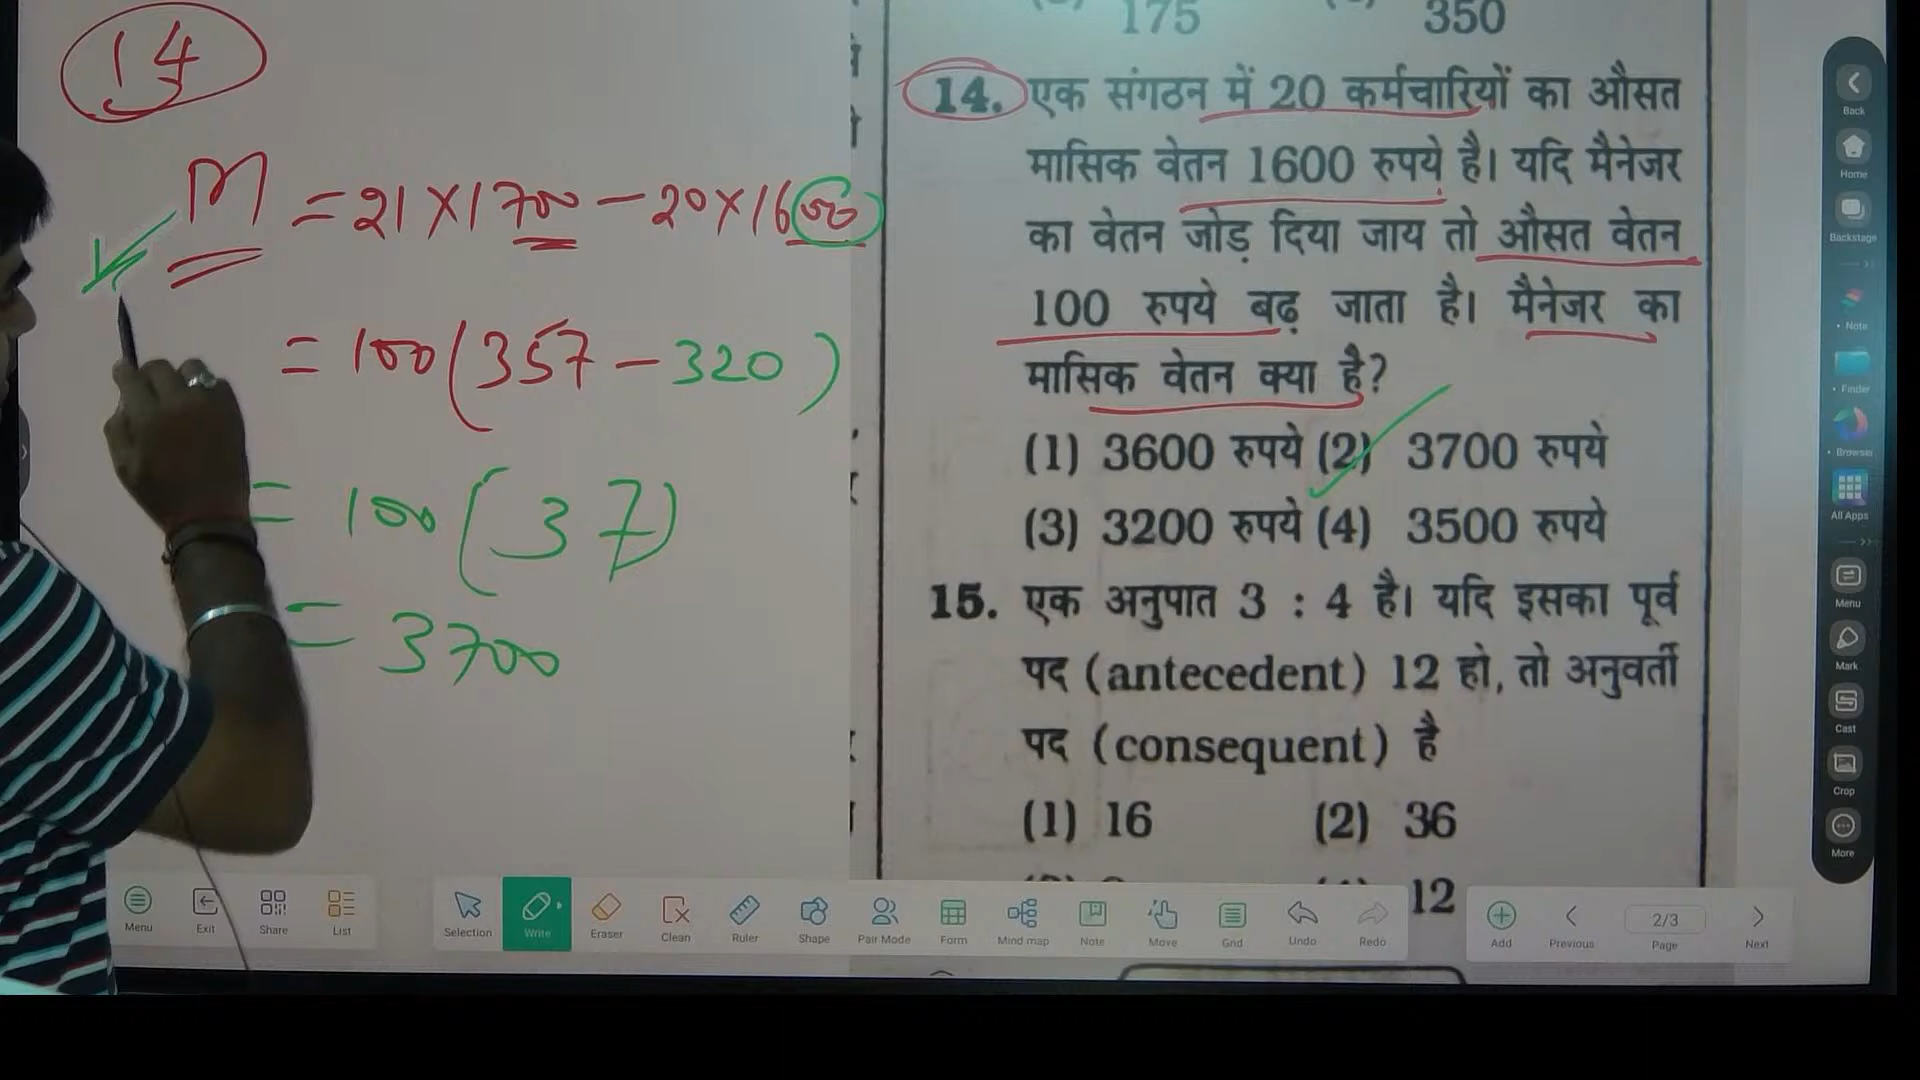 14
M = 21 × 1700 - 20 × 1600
= 100 ( 357 - 320 )
= 100 ( 37 )
= 3700
175 350
14. एक संगठन में 20 कर्मचारियों का औसत
मासिक वेतन 1600 रुपये है। यदि मैनेजर
का वेतन जोड़ दिया जाय तो औसत वेतन
100 रुपये बढ़ जाता है। मैनेजर का
मासिक वेतन क्या है?
(1) 3600 रुपये (2) 3700 रुपये
(3) 3200 रुपये (4) 3500 रुपये
15. एक अनुपात 3 : 4 है। यदि इसका पूर्व
पद (antecedent) 12 हो, तो अनुवर्ती
पद (consequent) है
(1) 16 (2) 36
12
Back
Home
Backstage
Note
Finder
Browser
All Apps
Menu
Mark
Cast
Crop
More
Menu Exit Share List Selection Write Eraser Clean Ruler Shape Pair Mode Form Mind map Note Move Grid Undo Redo Add Previous 2/3 Page Next